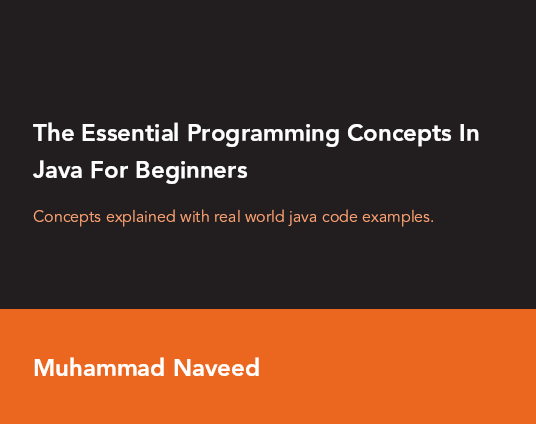 The Essential Programming Concepts In
Java For Beginners
Concepts explained with real world java code examples.
Muhammad Naveed